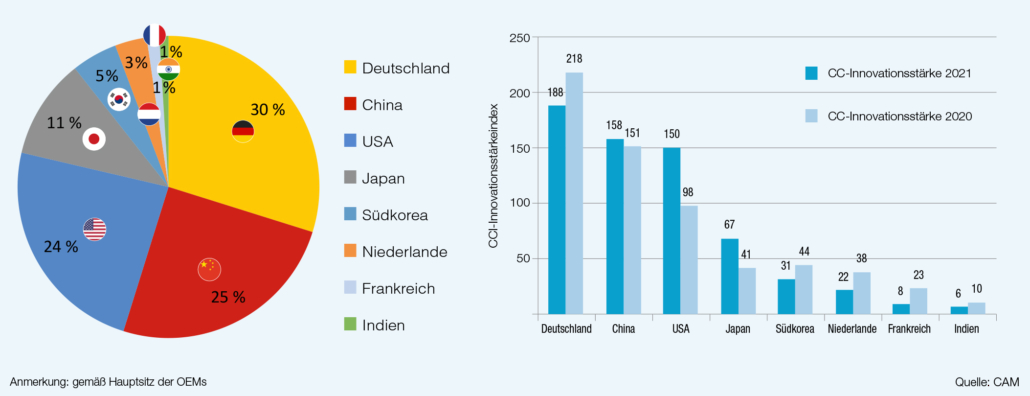 1%
3%
5%
1%
30 %
11 %
24 %
25 %
Deutschland
China
USA
Japan
Südkorea
Niederlande
Frankreich
Indien
Anmerkung: gemäß Hauptsitz der OEMs
CCI-Innovationsstärkeindex
250
200
150
100
50
CC-Innovationsstärke 2021
CC-Innovationsstärke 2020
188 218
158 151
150 98
67 41
31 44
22 38
8 23
6 10
Deutschland China USA Japan Südkorea Niederlande Frankreich Indien
Quelle: CAM